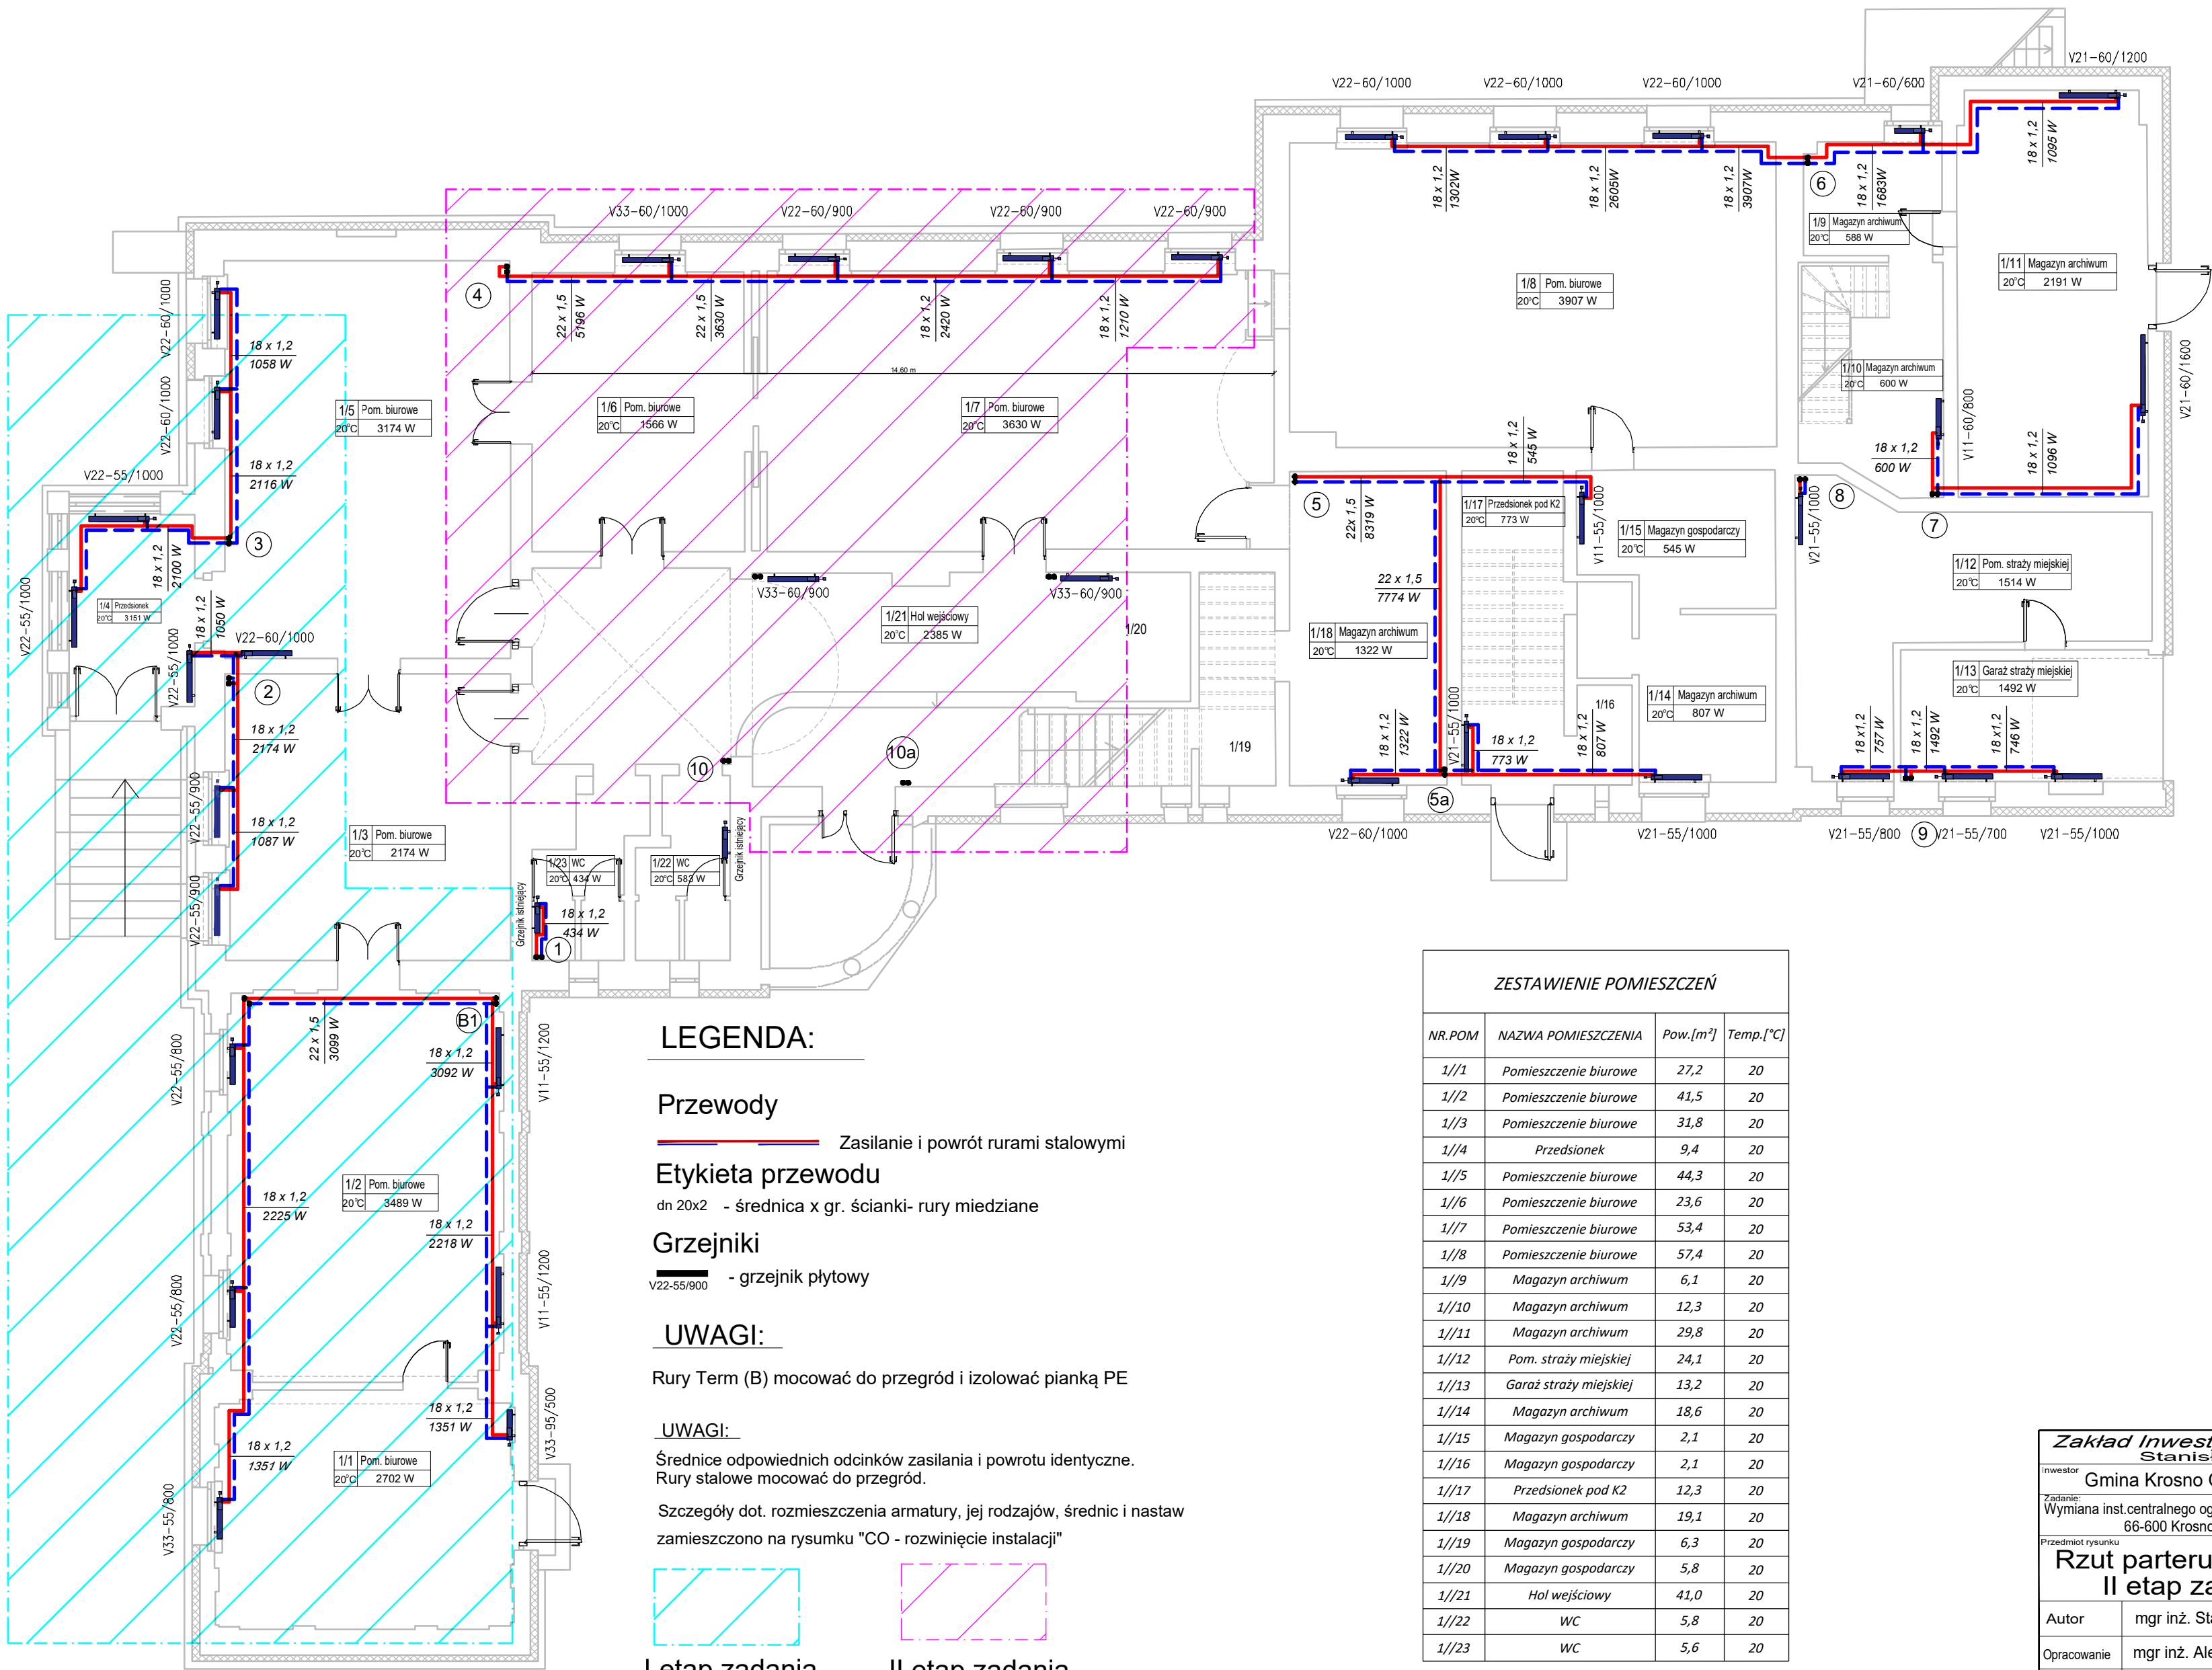 V21-60/1200
V22-60/1000
V22-60/1000
V22-60/1000
V21-60/600
18 x 1,2
1302W
18 x 1,2
2605W
18 x 1,2
3907W
6
18 x 1,2
1683W
18 x 1,2
1095 W
1/9 Magazyn archiwum
20°C 588 W
V33-60/1000
V22-60/900
V22-60/900
V22-60/900
4
22 x 1,5
5196 W
22 x 1,5
3630 W
18 x 1,2
2420 W
18 x 1,2
1210 W
1/8 Pom. biurowe
20°C 3907 W
1/11 Magazyn archiwum
20°C 2191 W
V22-60/1000
18 x 1,2
1058 W
V22-60/1000
14,60 m
1/10 Magazyn archiwum
20°C 600 W
V21-60/1600
1/5 Pom. biurowe
20°C 3174 W
1/6 Pom. biurowe
20°C 1566 W
1/7 Pom. biurowe
20°C 3630 W
V11-60/800
18 x 1,2
545 W
18 x 1,2
600 W
18 x 1,2
1096 W
V22-55/1000
18 x 1,2
2116 W
5
22x 1,5
8319 W
1/17 Przedsionek pod K2
20°C 773 W
V11-55/1000
1/15 Magazyn gospodarczy
20°C 545 W
8
7
V21-55/1000
3
18 x 1,2
2100 W
V22-55/1000
1/4 Przedsionek
20°C 3151 W
V33-60/900
V33-60/900
22 x 1,5
7774 W
1/12 Pom. straży miejskiej
20°C 1514 W
18 x 1,2
1050 W
V22-60/1000
V22-55/1000
1/21 Hol wejściowy
20°C 2385 W
1/20
1/18 Magazyn archiwum
20°C 1322 W
2
1/14 Magazyn archiwum
20°C 807 W
1/16
1/13 Garaż straży miejskiej
20°C 1492 W
18 x 1,2
2174 W
10
10a
1/19
18 x 1,2
1322 W
V21-55/1000
18 x 1,2
773 W
18 x 1,2
807 W
18 x1,2
757 W
18 x 1,2
1492 W
18 x1,2
746 W
V22-55/900
18 x 1,2
1087 W
1/3 Pom. biurowe
20°C 2174 W
5a
V22-60/1000
V21-55/1000
V21-55/800
9
V21-55/700
V21-55/1000
V22-55/900
1/23 WC
20°C 434 W
1/22 WC
20°C 583 W
Grzejnik istniejący
Grzejnik istniejący
18 x 1,2
434 W
1
B1
22 x 1,5
3099 W
V22-55/800
18 x 1,2
3092 W
V11-55/1200
1/2 Pom. biurowe
20°C 3489 W
18 x 1,2
2225 W
18 x 1,2
2218 W
V22-55/800
V11-55/1200
18 x 1,2
1351 W
V33-95/500
18 x 1,2
1351 W
1/1 Pom. biurowe
20°C 2702 W
V33-55/800
LEGENDA:
Przewody
Zasilanie i powrót rurami stalowymi
Etykieta przewodu
dn 20x2 - średnica x gr. ścianki- rury miedziane
Grzejniki
V22-55/900 - grzejnik płytowy
UWAGI:
Rury Term (B) mocować do przegród i izolować pianką PE
UWAGI:
Średnice odpowiednich odcinków zasilania i powrotu identyczne.
Rury stalowe mocować do przegród.
Szczegóły dot. rozmieszczenia armatury, jej rodzajów, średnic i nastaw
zamieszczono na rysumku "CO - rozwinięcie instalacji"
I etap zadania
II etap zadania
ZESTAWIENIE POMIESZCZEŃ
NR.POM NAZWA POMIESZCZENIA Pow.[m²] Temp.[°C]
1//1 Pomieszczenie biurowe 27,2 20
1//2 Pomieszczenie biurowe 41,5 20
1//3 Pomieszczenie biurowe 31,8 20
1//4 Przedsionek 9,4 20
1//5 Pomieszczenie biurowe 44,3 20
1//6 Pomieszczenie biurowe 23,6 20
1//7 Pomieszczenie biurowe 53,4 20
1//8 Pomieszczenie biurowe 57,4 20
1//9 Magazyn archiwum 6,1 20
1//10 Magazyn archiwum 12,3 20
1//11 Magazyn archiwum 29,8 20
1//12 Pom. straży miejskiej 24,1 20
1//13 Garaż straży miejskiej 13,2 20
1//14 Magazyn archiwum 18,6 20
1//15 Magazyn gospodarczy 2,1 20
1//16 Magazyn gospodarczy 2,1 20
1//17 Przedsionek pod K2 12,3 20
1//18 Magazyn archiwum 19,1 20
1//19 Magazyn gospodarczy 6,3 20
1//20 Magazyn gospodarczy 5,8 20
1//21 Hol wejściowy 41,0 20
1//22 WC 5,8 20
1//23 WC 5,6 20
Zakład Inwest
Stanis
Inwestor Gmina Krosno
Zadanie:
Wymiana inst.centralnego og
66-600 Krosno
Przedmiot rysunku
Rzut parteru
II etap za
Autor mgr inż. Sta
Opracowanie mgr inż. Ale